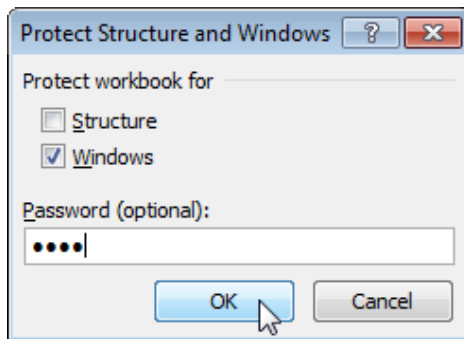 Protect Structure and Windows
Protect workbook for
Structure
Windows
Password (optional):
••••
OK
Cancel